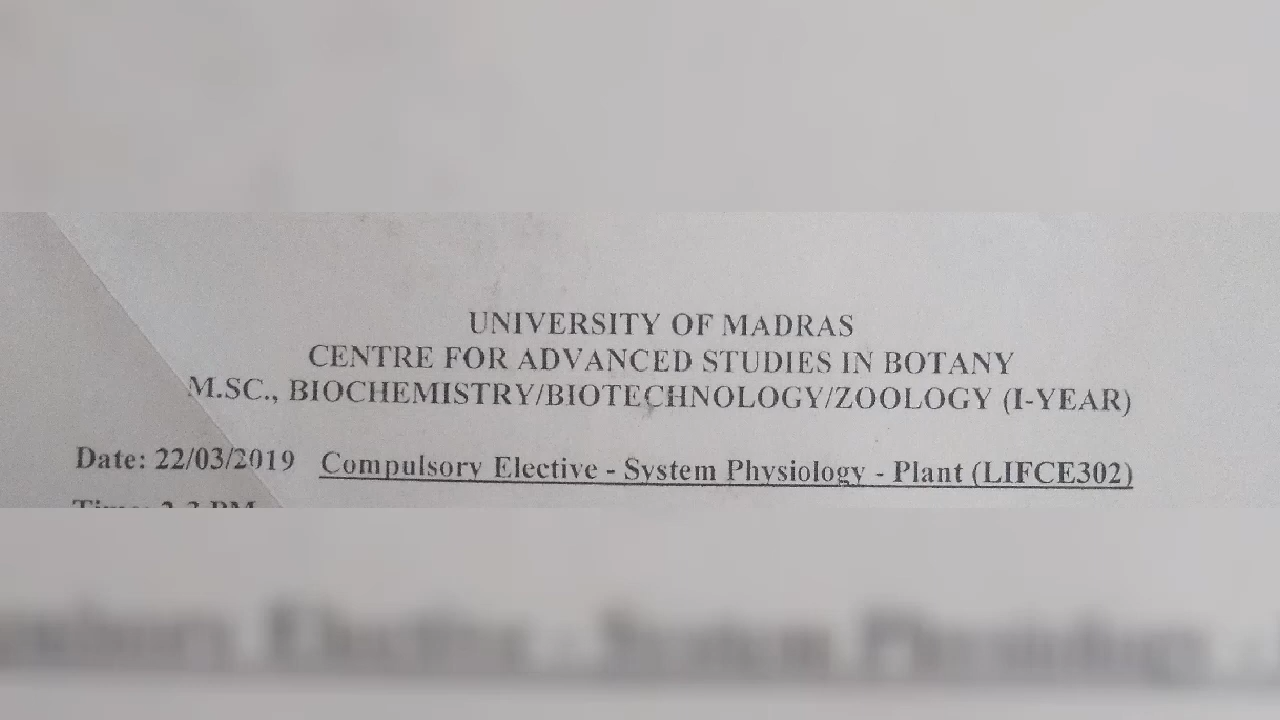 UNIVERSITY OF MADRAS
CENTRE FOR ADVANCED STUDIES IN BOTANY
M.SC., BIOCHEMISTRY/BIOTECHNOLOGY/ZOOLOGY (I-YEAR)
Date: 22/03/2019 Compulsory Elective - System Physiology - Plant (LIFCE302)